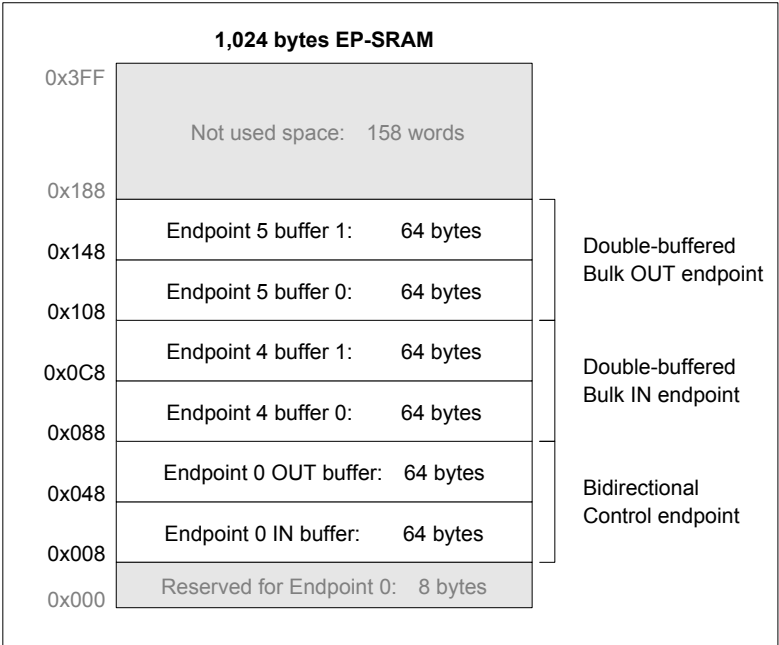 1,024 bytes EP-SRAM
0x3FF
Not used space: 158 words
0x188
Endpoint 5 buffer 1: 64 bytes
0x148
Endpoint 5 buffer 0: 64 bytes
Double-buffered
Bulk OUT endpoint
0x108
Endpoint 4 buffer 1: 64 bytes
0x0C8
Endpoint 4 buffer 0: 64 bytes
Double-buffered
Bulk IN endpoint
0x088
Endpoint 0 OUT buffer: 64 bytes
0x048
Endpoint 0 IN buffer: 64 bytes
Bidirectional
Control endpoint
0x008
Reserved for Endpoint 0: 8 bytes
0x000